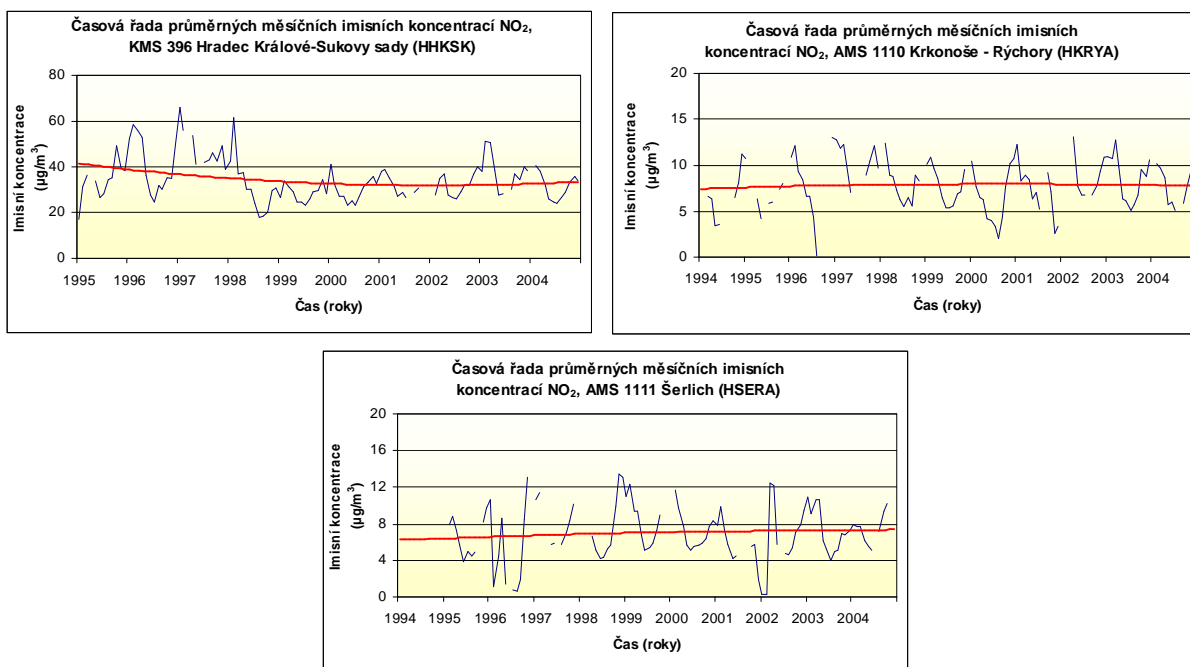 Časová řada průměrných měsíčních imisních koncentrací NO₂,
KMS 396 Hradec Králové-Sukovy sady (HHKSK)
Imisní koncentrace
(µg/m³)
80
60
40
20
0
1995 1996 1997 1998 1999 2000 2001 2002 2003 2004
Čas (roky)
Časová řada průměrných měsíčních imisních
koncentrací NO₂, AMS 1110 Krkonoše - Rýchory (HKRYA)
Imisní koncentrace
(µg/m³)
20
15
10
5
0
1994 1995 1996 1997 1998 1999 2000 2001 2002 2003 2004
Čas (roky)
Časová řada průměrných měsíčních imisních
koncentrací NO₂, AMS 1111 Šerlich (HSERA)
Imisní koncentrace
(µg/m³)
20
16
12
8
4
0
1994 1995 1996 1997 1998 1999 2000 2001 2002 2003 2004
Čas (roky)